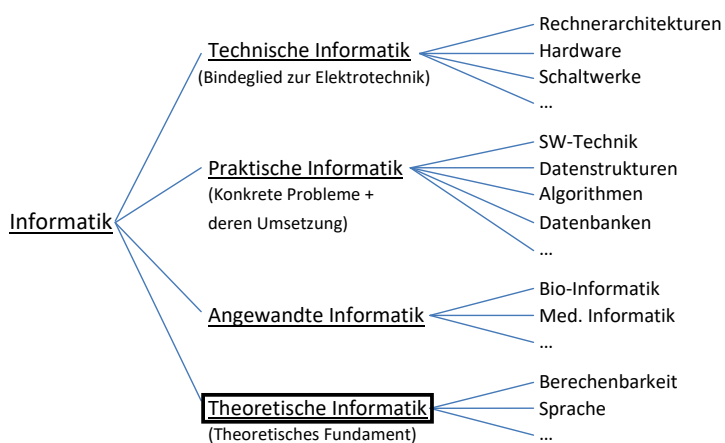 Informatik
Technische Informatik
(Bindeglied zur Elektrotechnik)
Rechnerarchitekturen
Hardware
Schaltwerke
...
Praktische Informatik
(Konkrete Probleme +
deren Umsetzung)
SW-Technik
Datenstrukturen
Algorithmen
Datenbanken
...
Angewandte Informatik
Bio-Informatik
Med. Informatik
...
Theoretische Informatik
(Theoretisches Fundament)
Berechenbarkeit
Sprache
...